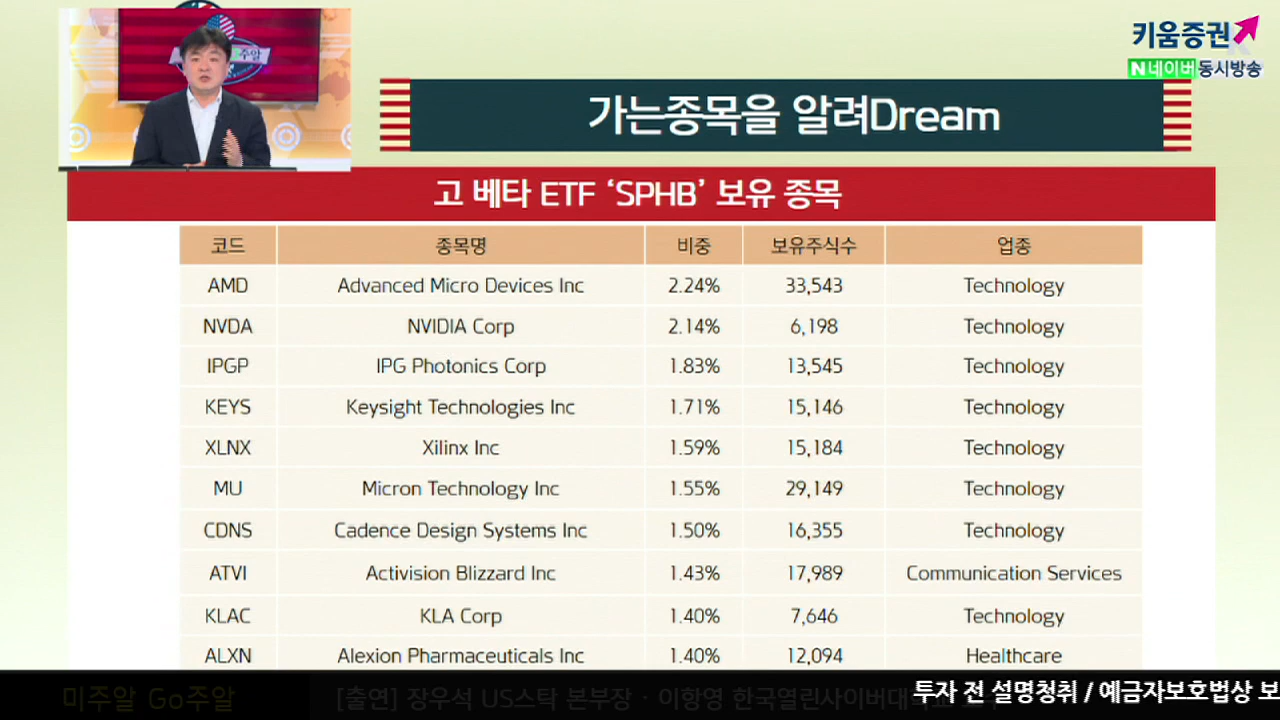 주알
키움증권
N 네이버 동시방송
가는종목을 알려Dream
고 베타 ETF ‘SPHB’ 보유 종목
코드 종목명 비중 보유주식수 업종
AMD Advanced Micro Devices Inc 2.24% 33,543 Technology
NVDA NVIDIA Corp 2.14% 6,198 Technology
IPGP IPG Photonics Corp 1.83% 13,545 Technology
KEYS Keysight Technologies Inc 1.71% 15,146 Technology
XLNX Xilinx Inc 1.59% 15,184 Technology
MU Micron Technology Inc 1.55% 29,149 Technology
CDNS Cadence Design Systems Inc 1.50% 16,355 Technology
ATVI Activision Blizzard Inc 1.43% 17,989 Communication Services
KLAC KLA Corp 1.40% 7,646 Technology
ALXN Alexion Pharmaceuticals Inc 1.40% 12,094 Healthcare
미주알 Go주알 [출연] 장우석 US스탁 본부장 · 이항영 한국열린사이버대 투자 전 설명청취 / 예금자보호법상 보